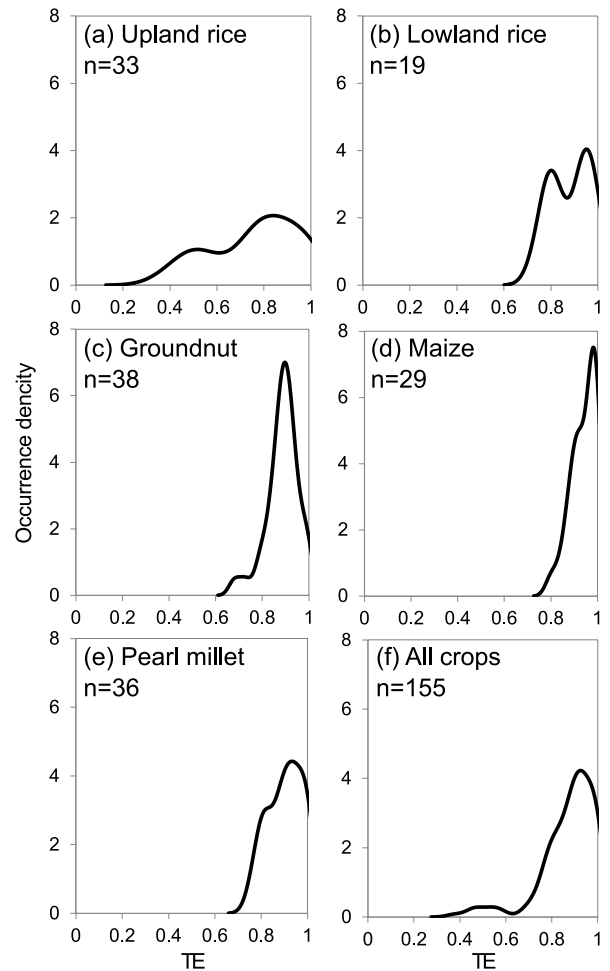 (a) Upland rice
n=33
8
6
4
2
0
0 0.2 0.4 0.6 0.8 1
(b) Lowland rice
n=19
8
6
4
2
0
0 0.2 0.4 0.6 0.8 1
Occurrence dencity
(c) Groundnut
n=38
8
6
4
2
0
0 0.2 0.4 0.6 0.8 1
(d) Maize
n=29
8
6
4
2
0
0 0.2 0.4 0.6 0.8 1
(e) Pearl millet
n=36
8
6
4
2
0
0 0.2 0.4 0.6 0.8 1
TE
(f) All crops
n=155
8
6
4
2
0
0 0.2 0.4 0.6 0.8 1
TE